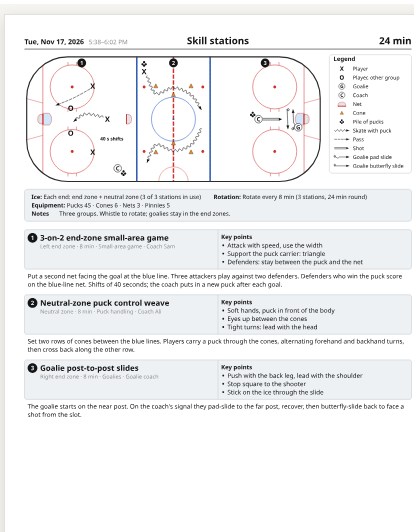 Tue, Nov 17, 2026 5:38–6:02 PM
Skill stations
24 min
1
2
3
X
X
X
X
X
O
O
40 s shifts
C
C
G
Legend
X Player
O Player, other group
G Goalie
C Coach
Net
Cone
Pile of pucks
Skate with puck
Pass
Shot
Goalie pad slide
Goalie butterfly slide
Ice: Each end: end zone + neutral zone (3 of 3 stations in use)
Rotation: Rotate every 8 min (3 stations, 24 min round)
Equipment: Pucks 45 · Cones 6 · Nets 3 · Pinnies 5
Notes Three groups. Whistle to rotate; goalies stay in the end zones.
1 3-on-2 end-zone small-area game
Left end zone · 8 min · Small-area game · Coach Sam
Key points
• Attack with speed, use the width
• Support the puck carrier: triangle
• Defenders: stay between the puck and the net
Put a second net facing the goal at the blue line. Three attackers play against two defenders. Defenders who win the puck score
on the blue-line net. Shifts of 40 seconds; the coach puts in a new puck after each goal.
2 Neutral-zone puck control weave
Neutral zone · 8 min · Puck handling · Coach Ali
Key points
• Soft hands, puck in front of the body
• Eyes up between the cones
• Tight turns: lead with the head
Set two rows of cones between the blue lines. Players carry a puck through the cones, alternating forehand and backhand turns,
then cross back along the other row.
3 Goalie post-to-post slides
Right end zone · 8 min · Goalies · Goalie coach
Key points
• Push with the back leg, lead with the shoulder
• Stop square to the shooter
• Stick on the ice through the slide
The goalie starts on the near post. On the coach's signal they pad-slide to the far post, recover, then butterfly-slide back to face a
shot from the slot.